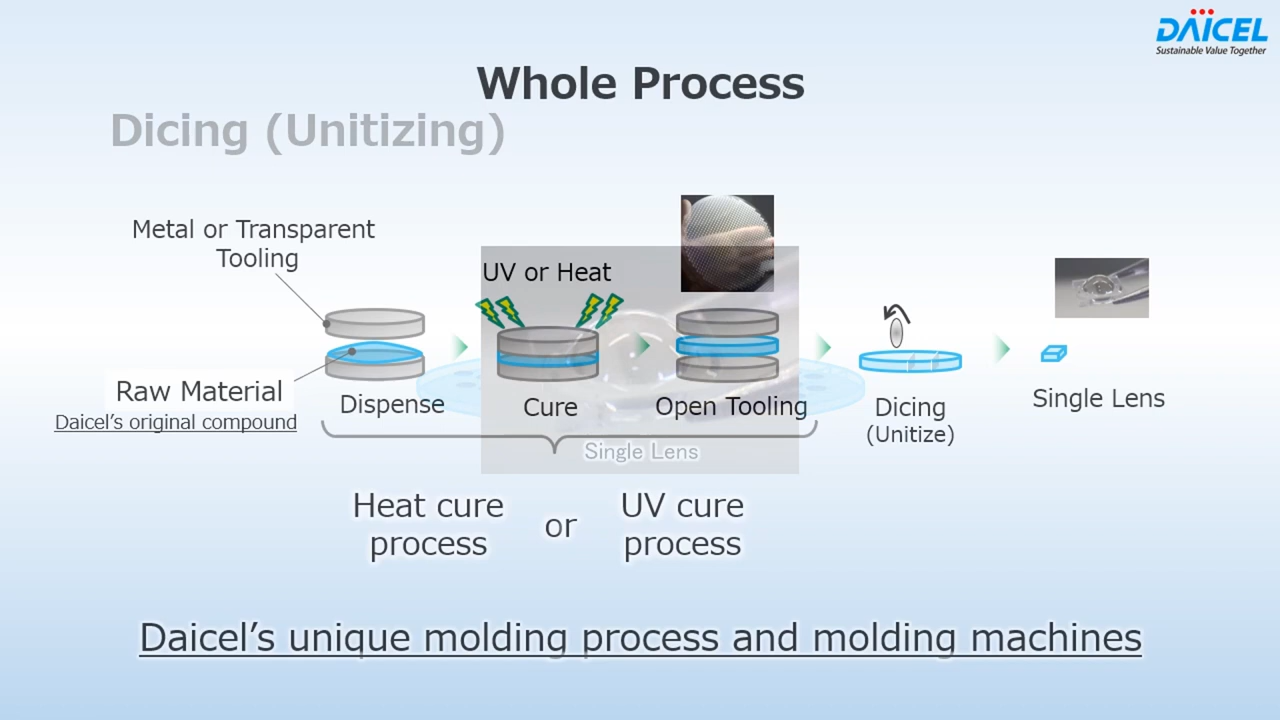 DAICEL
Sustainable Value Together
Whole Process
Dicing (Unitizing)
Metal or Transparent
Tooling
UV or Heat
Raw Material
Daicel's original compound
Dispense
Cure
Open Tooling
Dicing
(Unitize)
Single Lens
Single Lens
Heat cure
process
or
UV cure
process
Daicel's unique molding process and molding machines